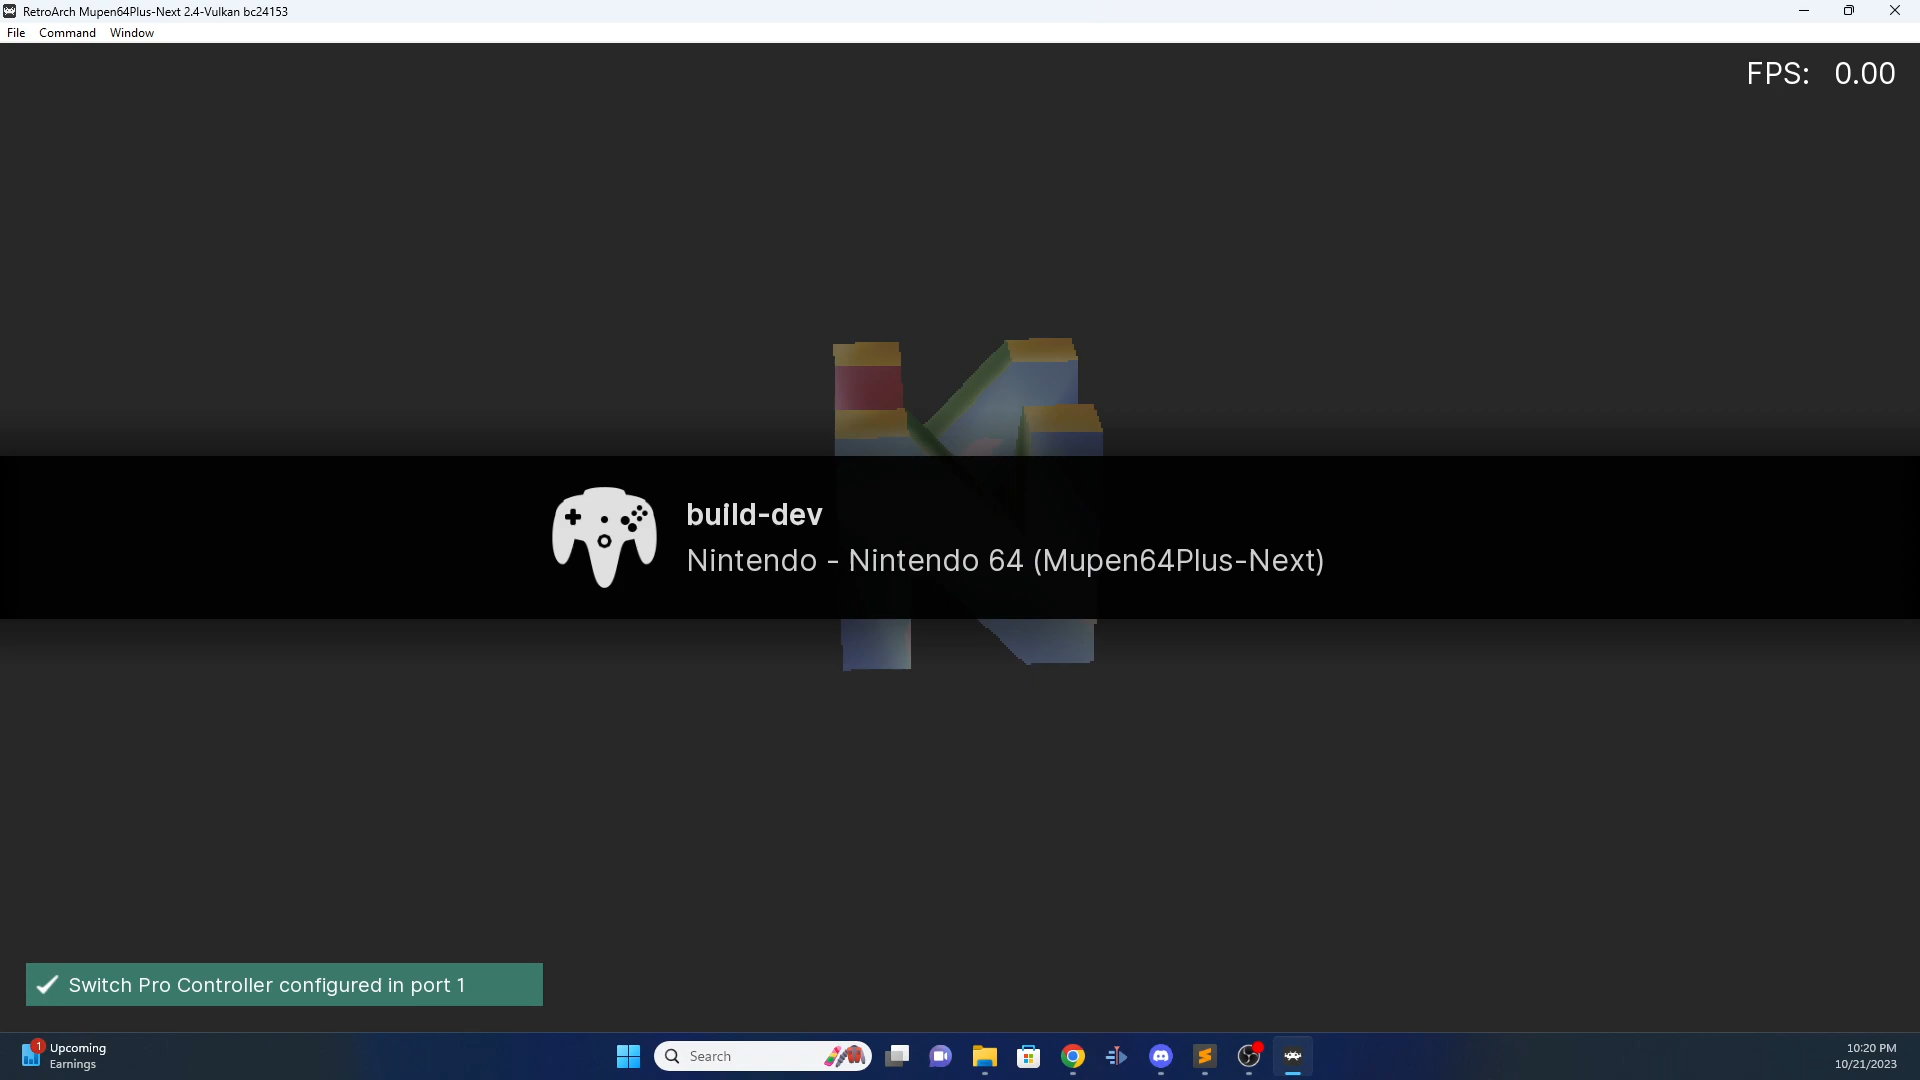 RetroArch Mupen64Plus-Next 2.4-Vulkan bc24153
File Command Window
FPS: 0.00
build-dev
Nintendo - Nintendo 64 (Mupen64Plus-Next)
Switch Pro Controller configured in port 1
1
Upcoming
Earnings
Search
10:20 PM
10/21/2023